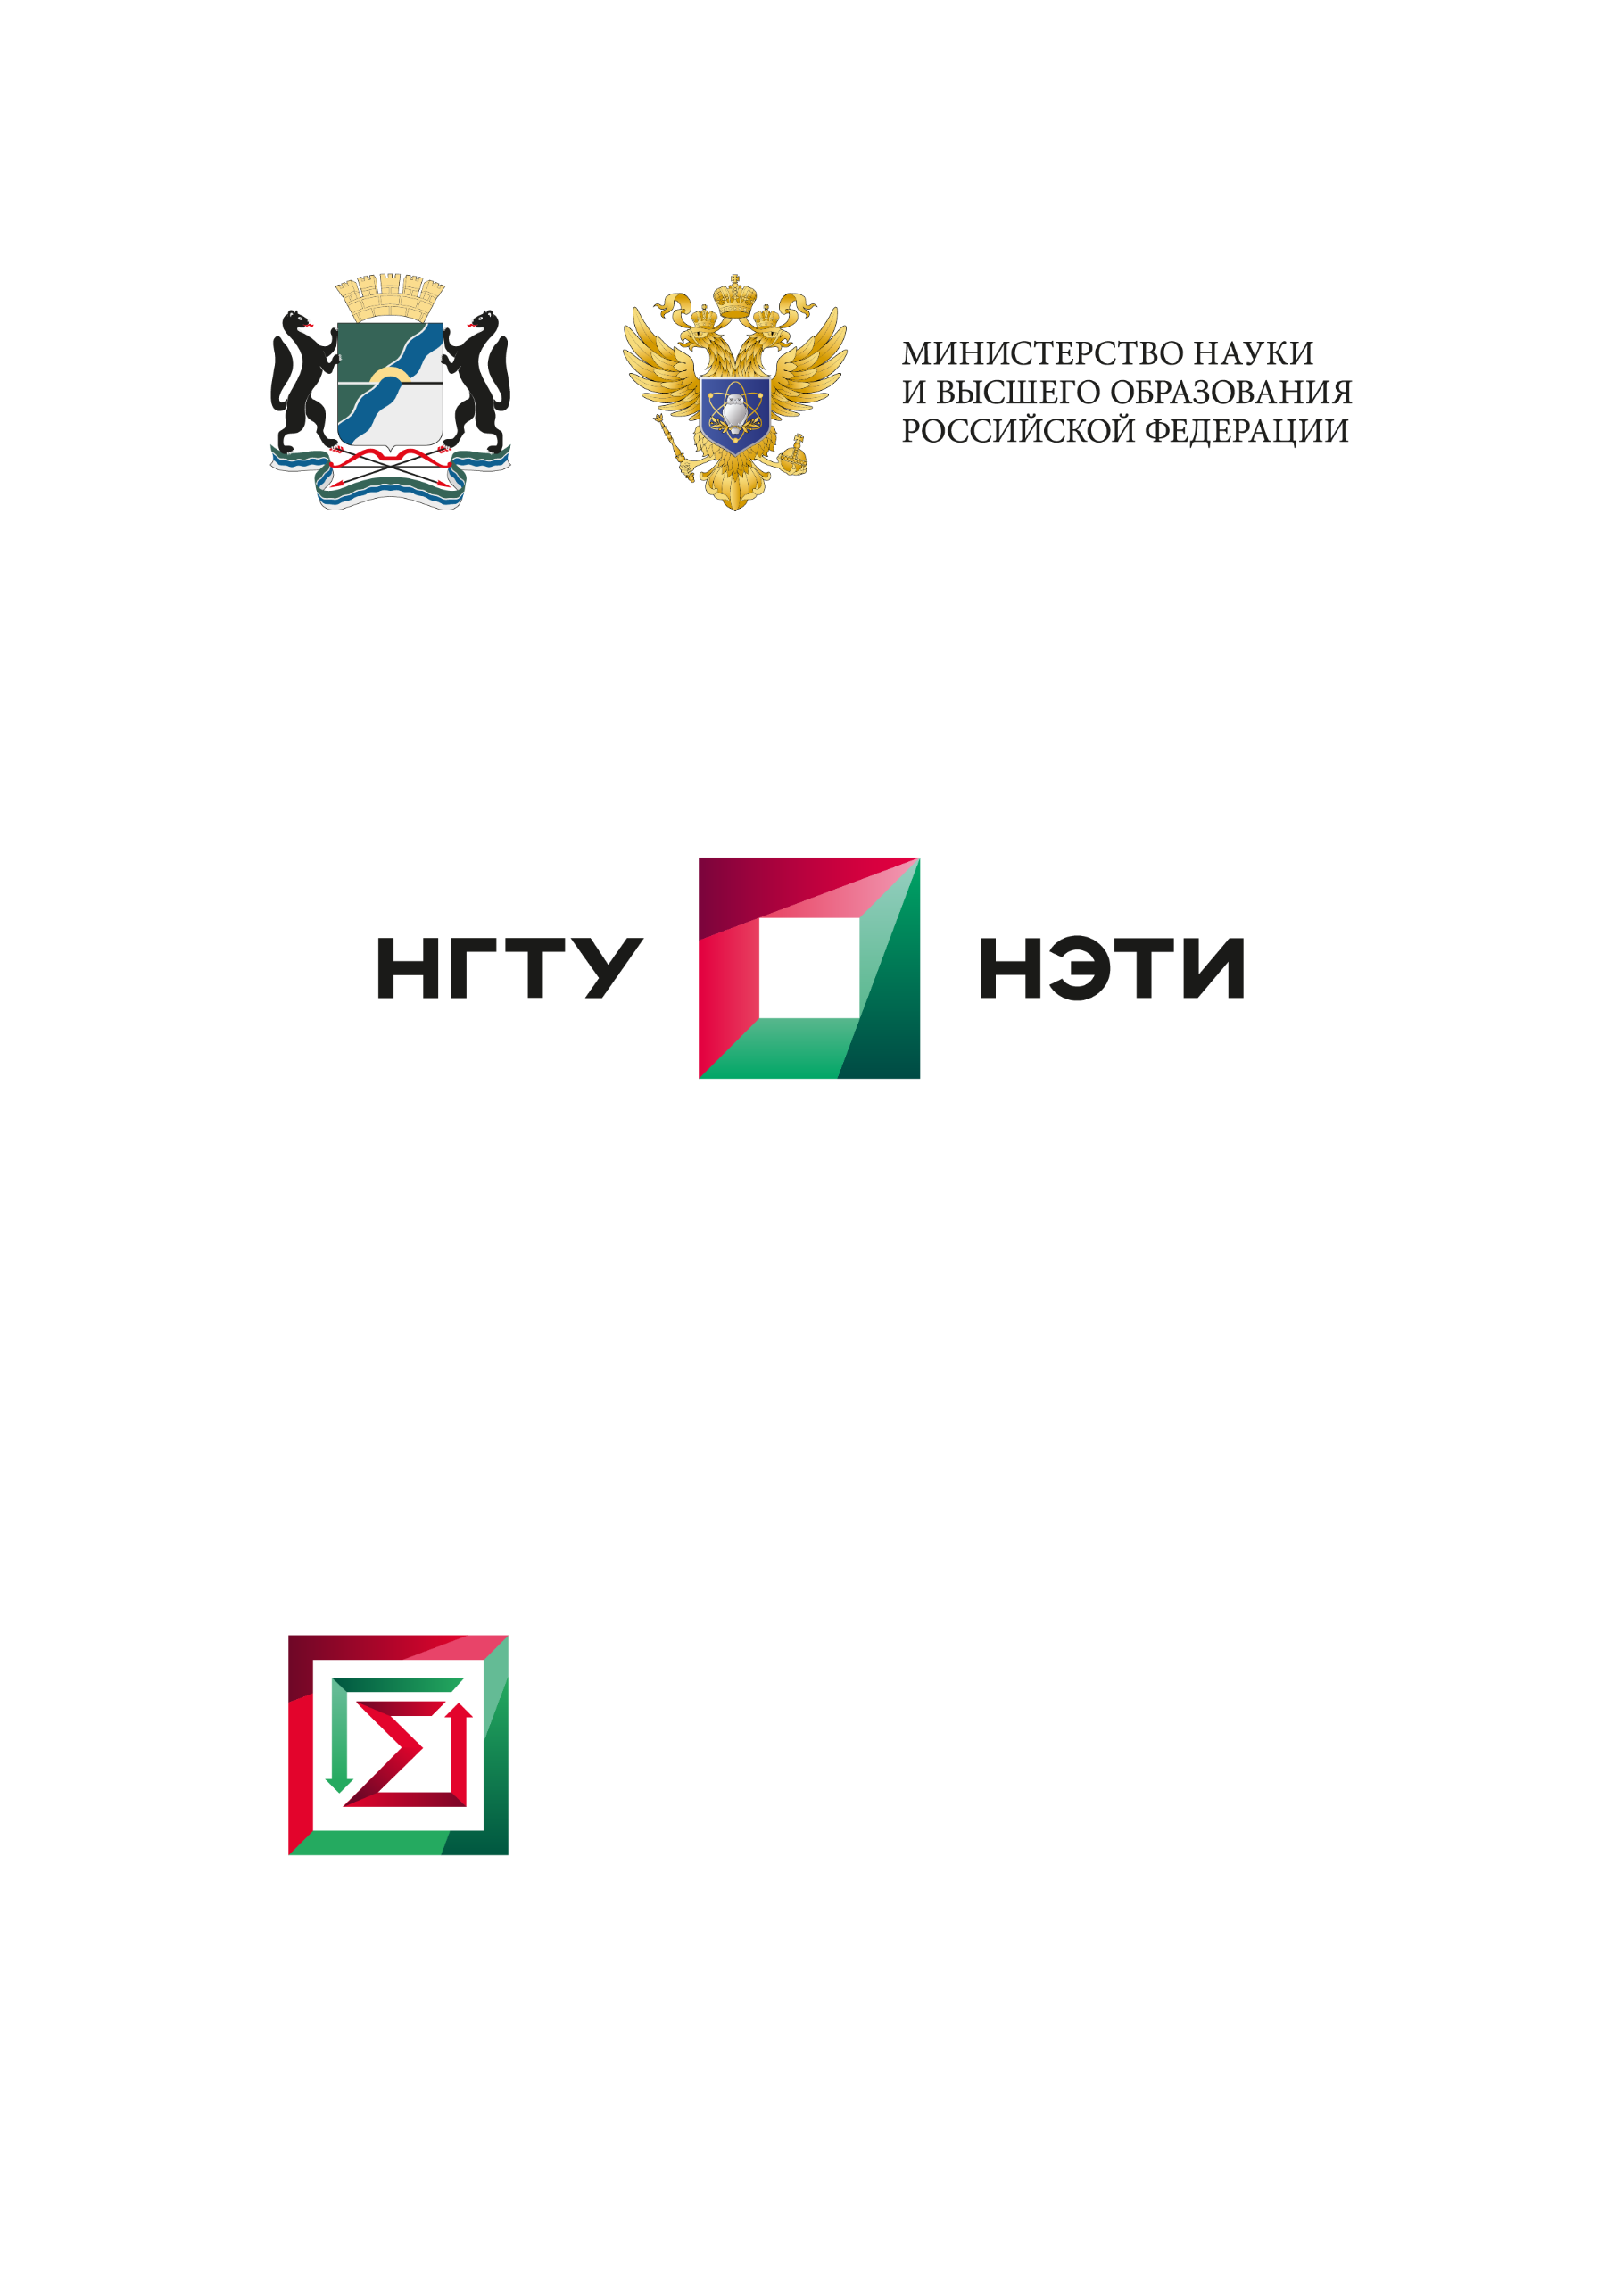 МИНИСТЕРСТВО НАУКИ
И ВЫСШЕГО ОБРАЗОВАНИЯ
РОССИЙСКОЙ ФЕДЕРАЦИИ
НГТУ НЭТИ
Σ